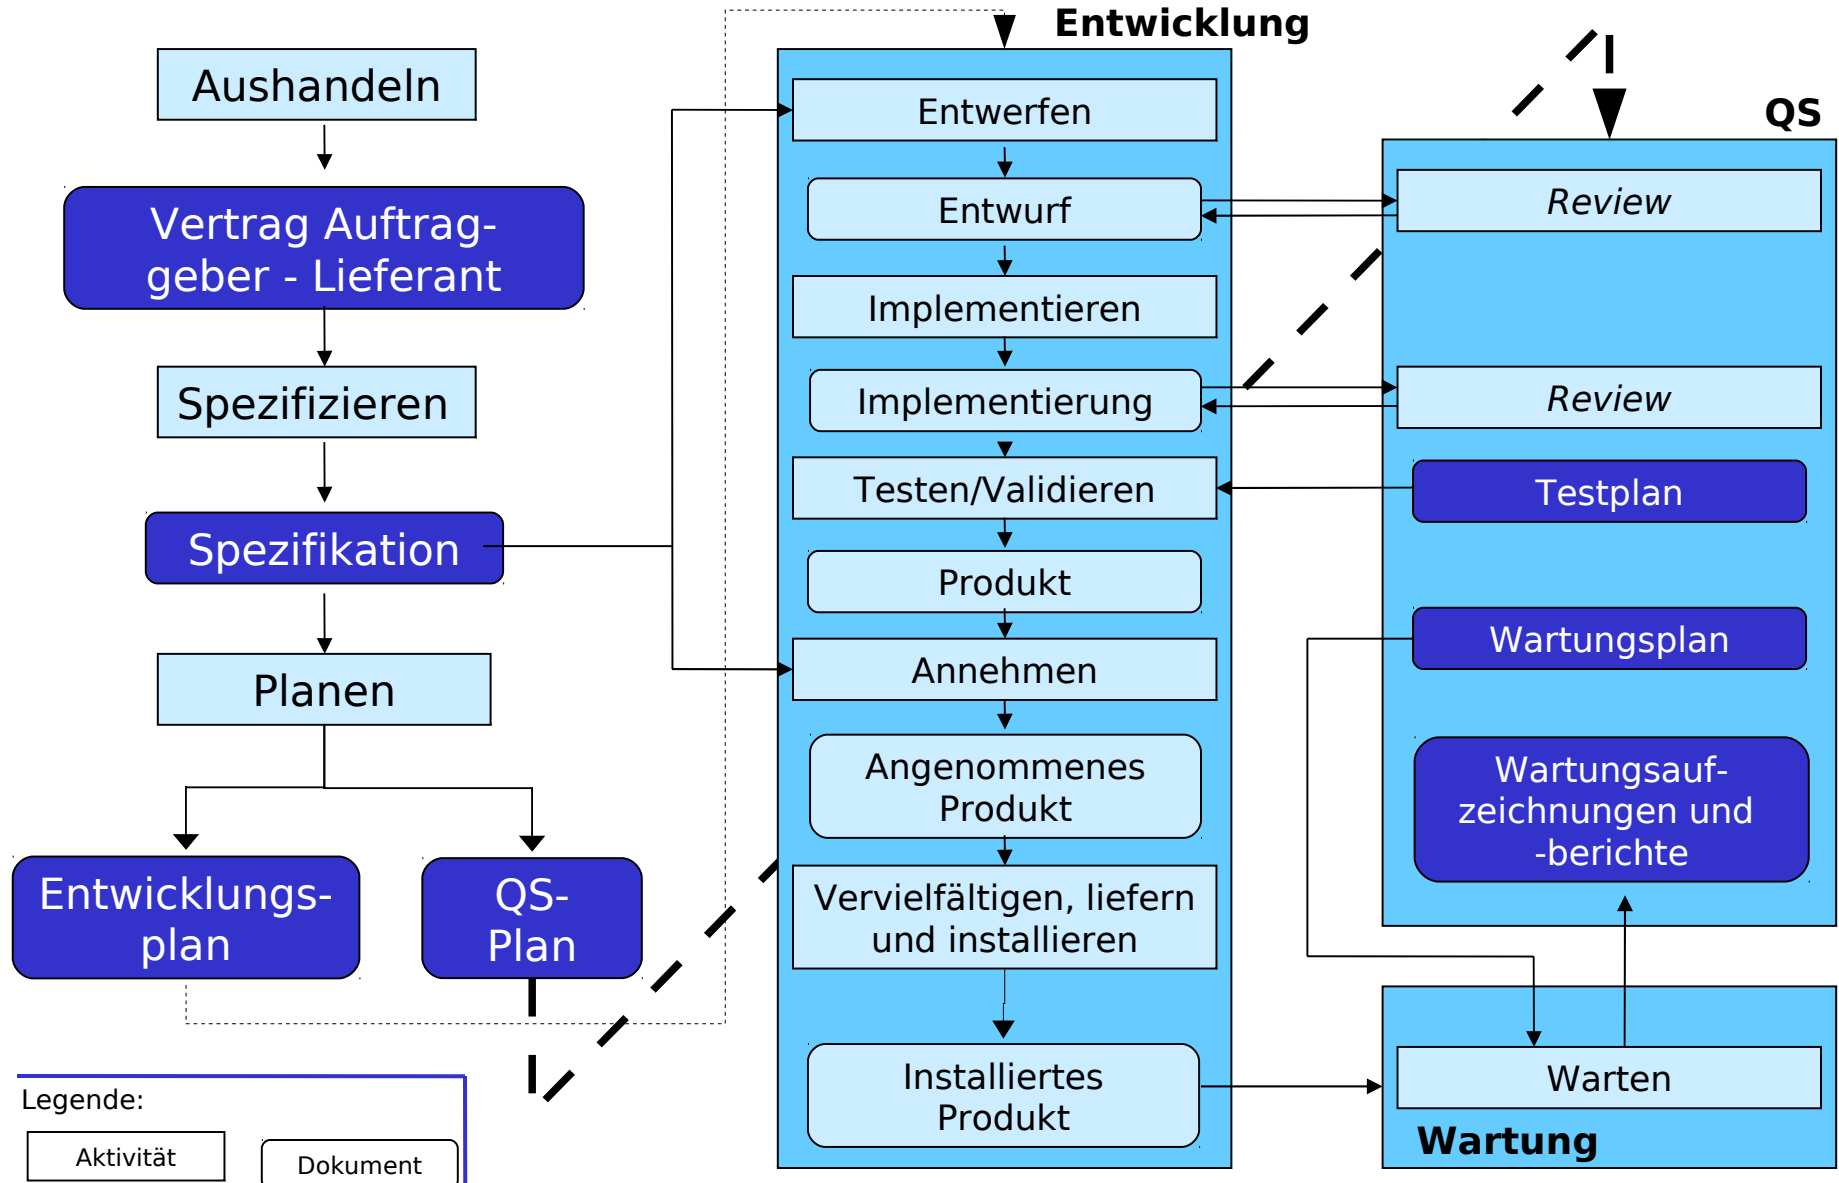 Aushandeln
Vertrag Auftrag-
geber - Lieferant
Spezifizieren
Spezifikation
Planen
Entwicklungs-
plan
QS-
Plan
Legende:
Aktivität
Dokument
Entwicklung
Entwerfen
Entwurf
Implementieren
Implementierung
Testen/Validieren
Produkt
Annehmen
Angenommenes
Produkt
Vervielfältigen, liefern
und installieren
Installiertes
Produkt
QS
Review
Review
Testplan
Wartungsplan
Wartungsauf-
zeichnungen und
-berichte
Warten
Wartung